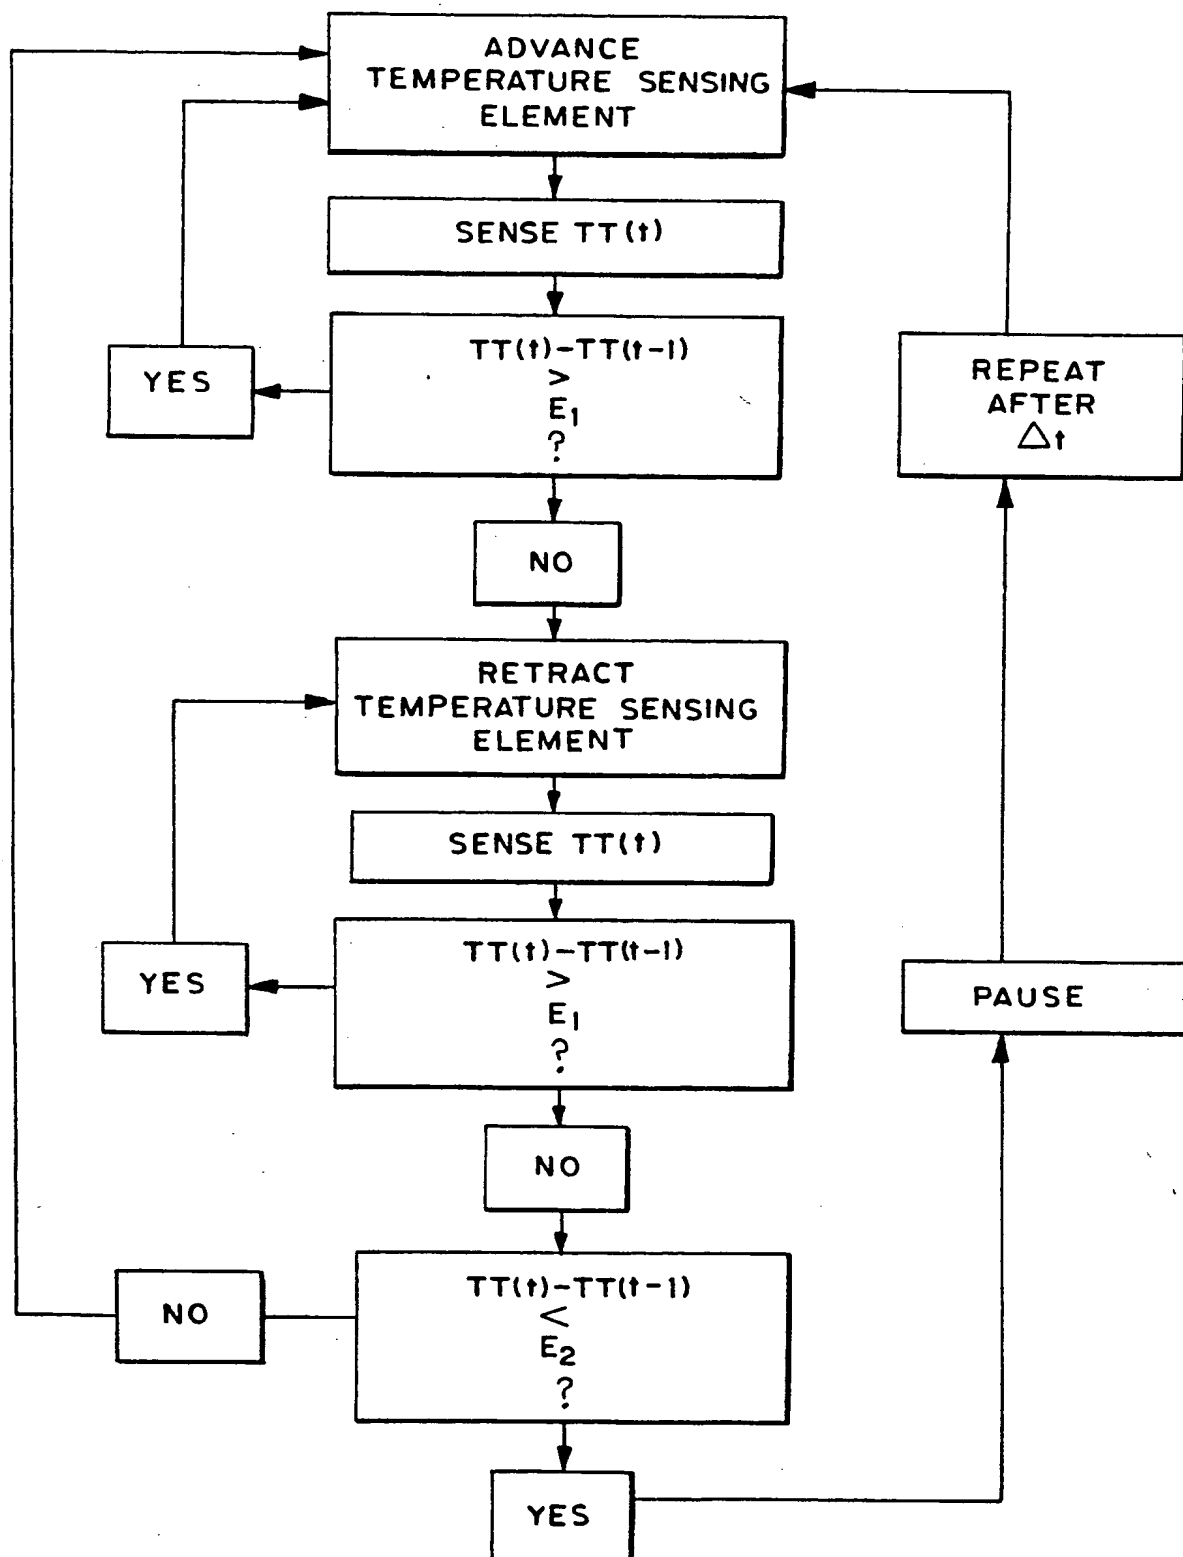 ADVANCE
TEMPERATURE SENSING
ELEMENT
SENSE TT(t)
TT(t)-TT(t-1)
>
E1
?
YES
REPEAT
AFTER
△t
NO
RETRACT
TEMPERATURE SENSING
ELEMENT
SENSE TT(t)
TT(t)-TT(t-1)
>
E1
?
YES
PAUSE
NO
TT(t)-TT(t-1)
<
E2
?
NO
YES